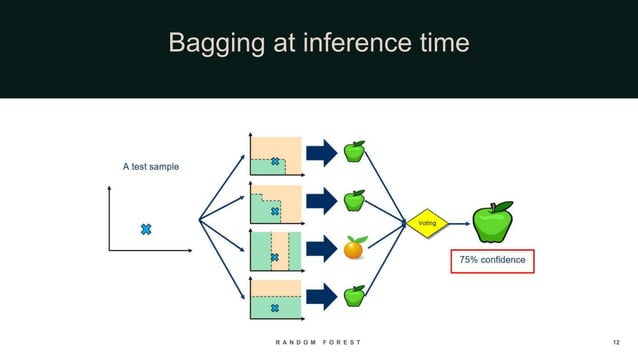 Bagging at inference time
A test sample
Voting
75% confidence
RANDOM FOREST
12